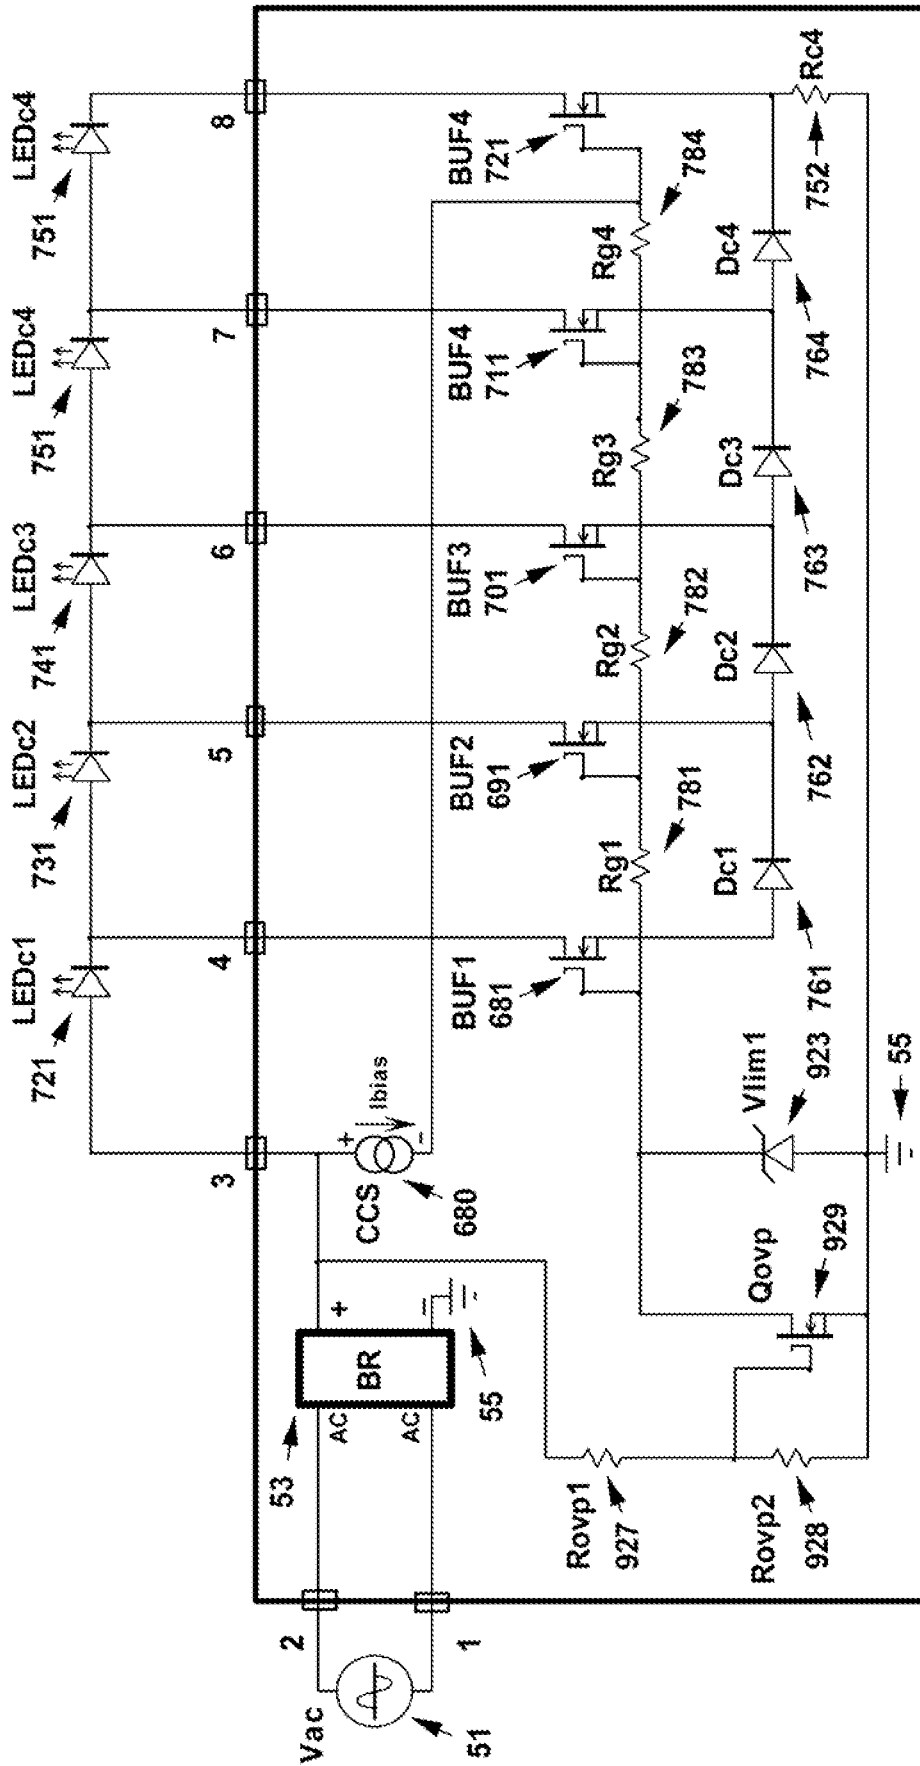 LEDc1
721
LEDc2
731
LEDc3
741
LEDc4
751
LEDc4
751
3
4
5
6
7
8
Vac
51
2
1
53
AC
AC
BR
+
55
CCS
680
+
-
Ibias
BUF1
681
BUF2
691
BUF3
701
BUF4
711
BUF4
721
Rg1
781
Rg2
782
Rg3
783
Rg4
784
Rovp1
927
Rovp2
928
Qovp
929
Vlim1
923
55
Dc1
761
Dc2
762
Dc3
763
Dc4
764
Rc4
752